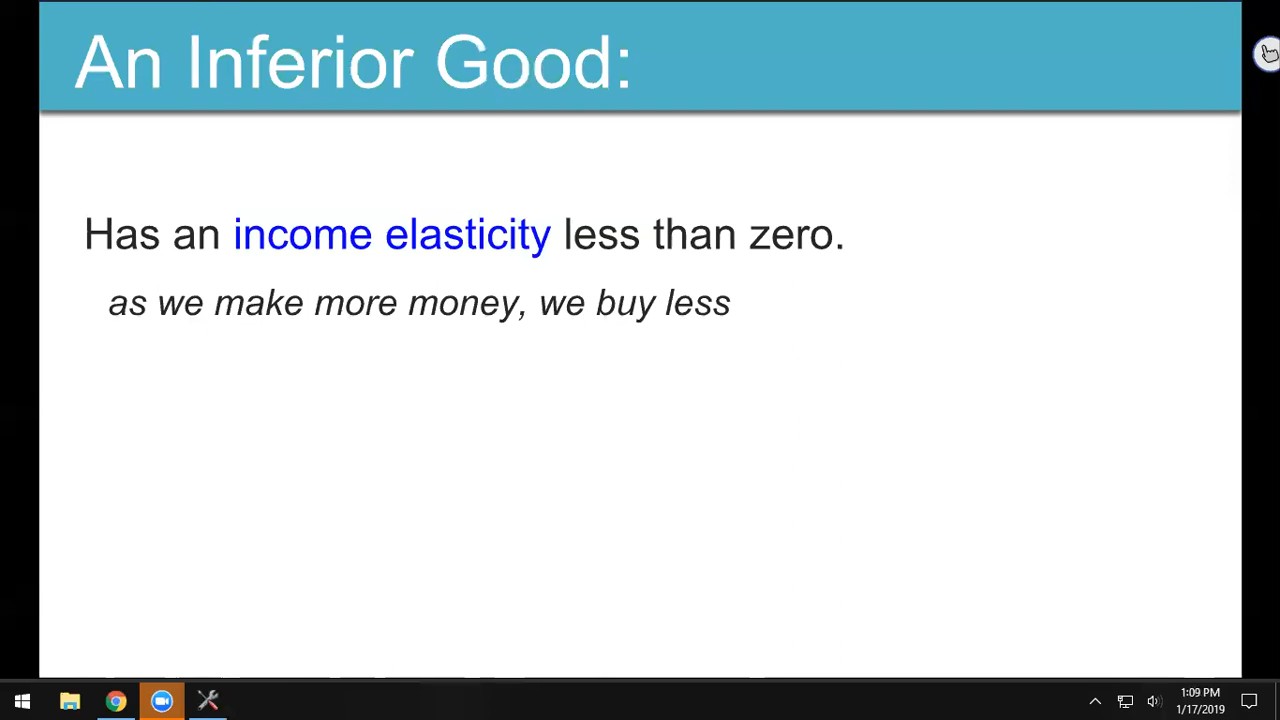 An Inferior Good:
Has an income elasticity less than zero.
as we make more money, we buy less
1:09 PM
1/17/2019